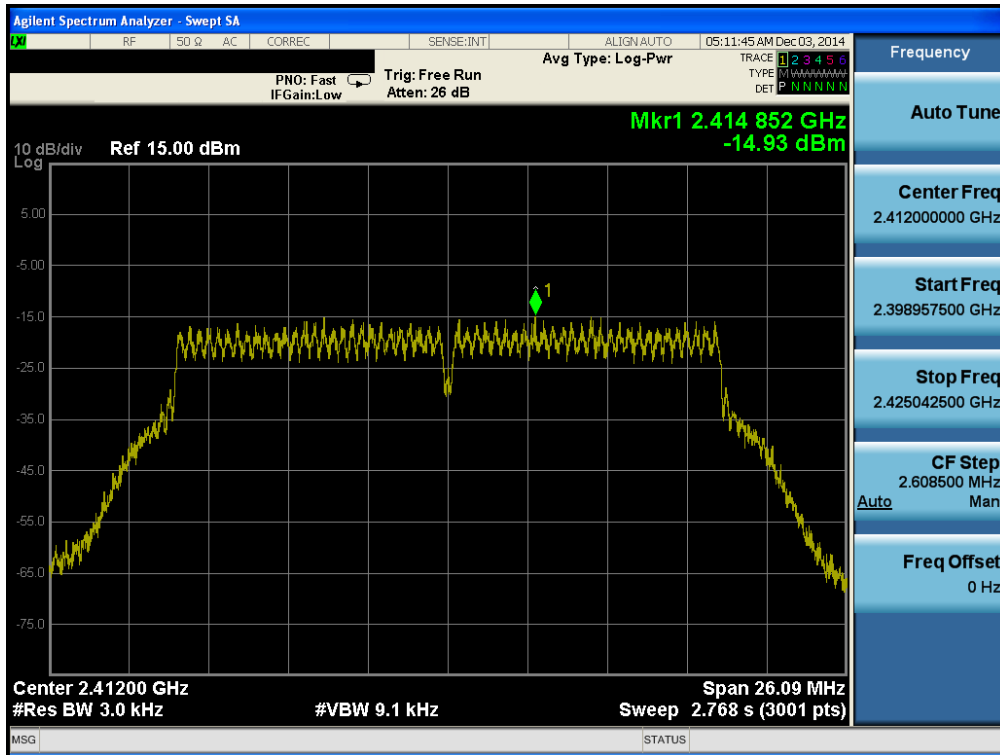 Agilent Spectrum Analyzer - Swept SA
LXI RF 50 Ω AC CORREC SENSE:INT ALIGN AUTO 05:11:45 AM Dec 03, 2014
Frequency
Avg Type: Log-Pwr
TRACE 1 2 3 4 5 6
PNO: Fast Trig: Free Run
TYPE M
IFGain:Low Atten: 26 dB
DET P N N N N N
Auto Tune
Mkr1 2.414 852 GHz
-14.93 dBm
10 dB/div Ref 15.00 dBm
Log
Center Freq
2.412000000 GHz
5.00
-5.00
Start Freq
2.398957500 GHz
1
-15.0
-25.0
Stop Freq
2.425042500 GHz
-35.0
-45.0
CF Step
2.608500 MHz
Auto Man
-55.0
Freq Offset
0 Hz
-65.0
-75.0
Center 2.41200 GHz Span 26.09 MHz
#Res BW 3.0 kHz #VBW 9.1 kHz Sweep 2.768 s (3001 pts)
MSG STATUS